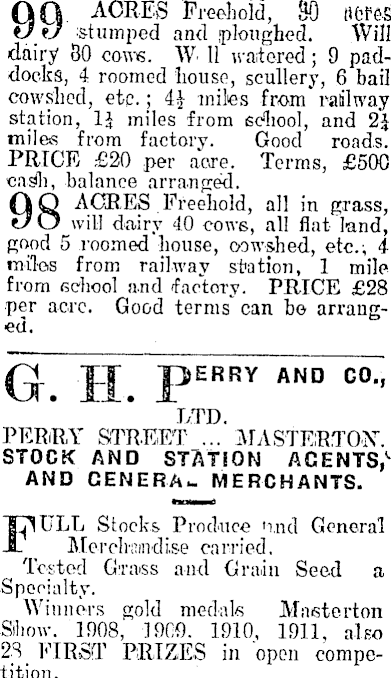 99 ACRES Freehold, 90 acres
stumped and ploughed. Will
dairy 30 cows. W ll watered; 9 pad-
docks, 4 roomed house, scullery, 6 bail
cowshed, etc.; 4½ miles from railway
station, 1¼ miles from school, and 2¼
miles from factory. Good roads.
PRICE £20 per acre. Terms, £500
cash, balance arranged.
98 ACRES Freehold, all in grass,
will dairy 40 cows, all flat land,
good 5 roomed house, cowshed, etc., 4
miles from railway station, 1 mile
from school and factory. PRICE £28
per acre. Good terms can be arrang-
ed.
G. H. PERRY AND CO.,
LTD.
PERRY STREET ... MASTERTON.
STOCK AND STATION AGENTS,
AND GENERAL MERCHANTS.
FULL Stocks Produce and General
Merchandise carried.
Tested Grass and Grain Seed a
Specialty.
Winners gold medals Masterton
Show, 1908, 1909, 1910, 1911, also
28 FIRST PRIZES in open compe-
tition.